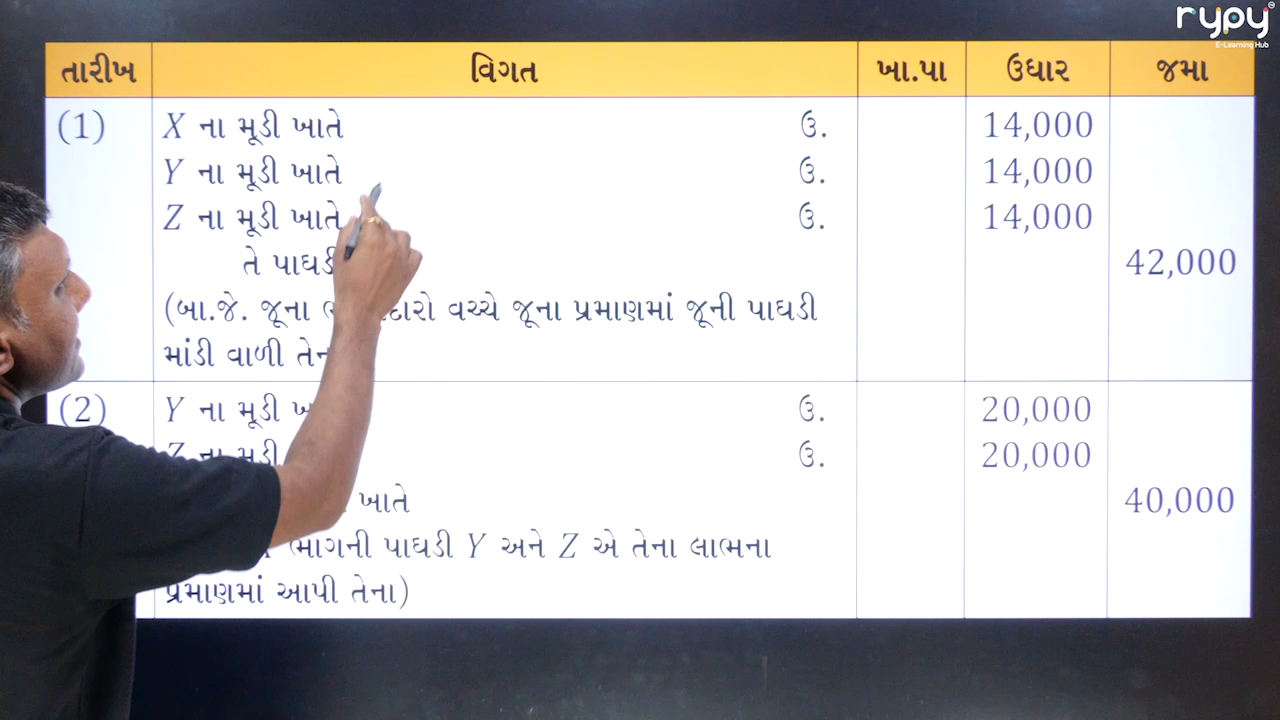 rypy
E-Learning Hub
તારીખ વિગત ખા.પા ઉધાર જમા
(1) X ના મૂડી ખાતે ઉ. 14,000
Y ના મૂડી ખાતે ઉ. 14,000
Z ના મૂડી ખાતે ઉ. 14,000
તે 42,000
(બા.જે. જૂના વચ્ચે જૂના પ્રમાણમાં જૂની પાઘડી
માંડી વાળી
(2) Y ના મૂડી ઉ. 20,000
Z ના મૂડી ઉ. 20,000
ખાતે 40,000
ભાગની પાઘડી Y અને Z એ તેના લાભના
પ્રમાણમાં આપી તેના)